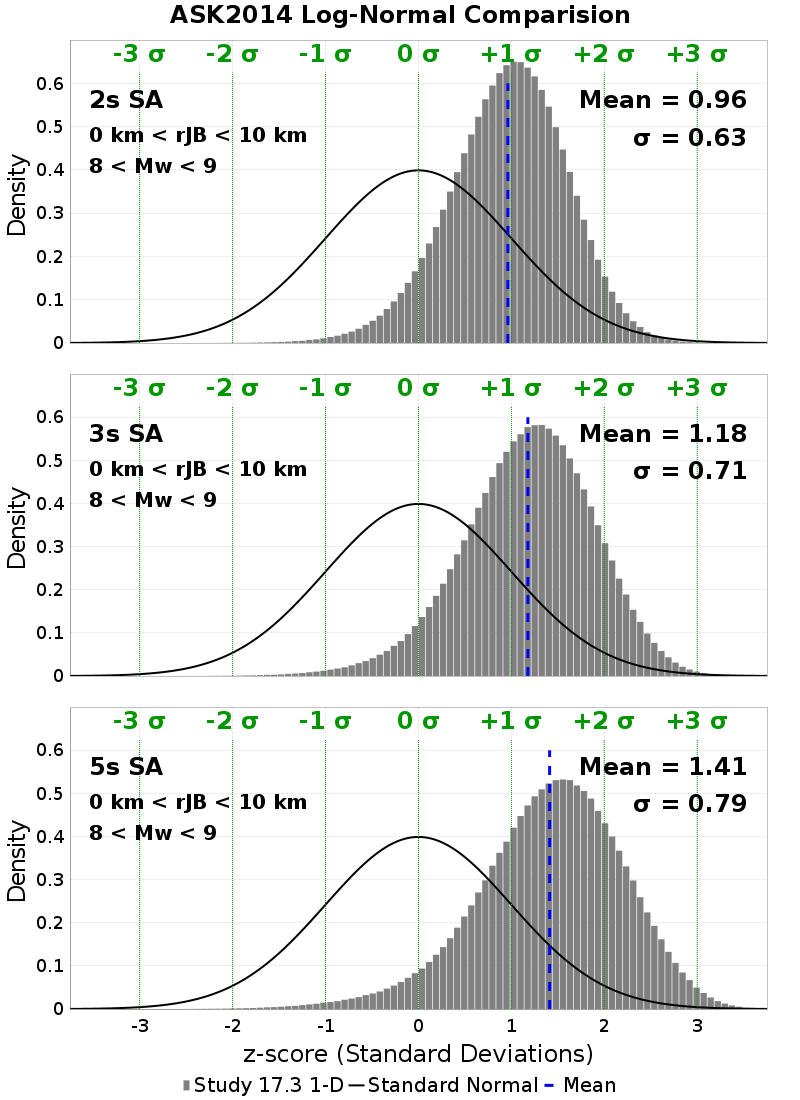 ASK2014 Log-Normal Comparision
-3 σ -2 σ -1 σ 0 σ +1 σ +2 σ +3 σ
2s SA
0 km < rJB < 10 km
8 < Mw < 9
Mean = 0.96
σ = 0.63
Density
0.6
0.5
0.4
0.3
0.2
0.1
0
-3 σ -2 σ -1 σ 0 σ +1 σ +2 σ +3 σ
3s SA
0 km < rJB < 10 km
8 < Mw < 9
Mean = 1.18
σ = 0.71
Density
0.6
0.5
0.4
0.3
0.2
0.1
0
-3 σ -2 σ -1 σ 0 σ +1 σ +2 σ +3 σ
5s SA
0 km < rJB < 10 km
8 < Mw < 9
Mean = 1.41
σ = 0.79
Density
0.6
0.5
0.4
0.3
0.2
0.1
0
-3 -2 -1 0 1 2 3
z-score (Standard Deviations)
Study 17.3 1-D Standard Normal Mean